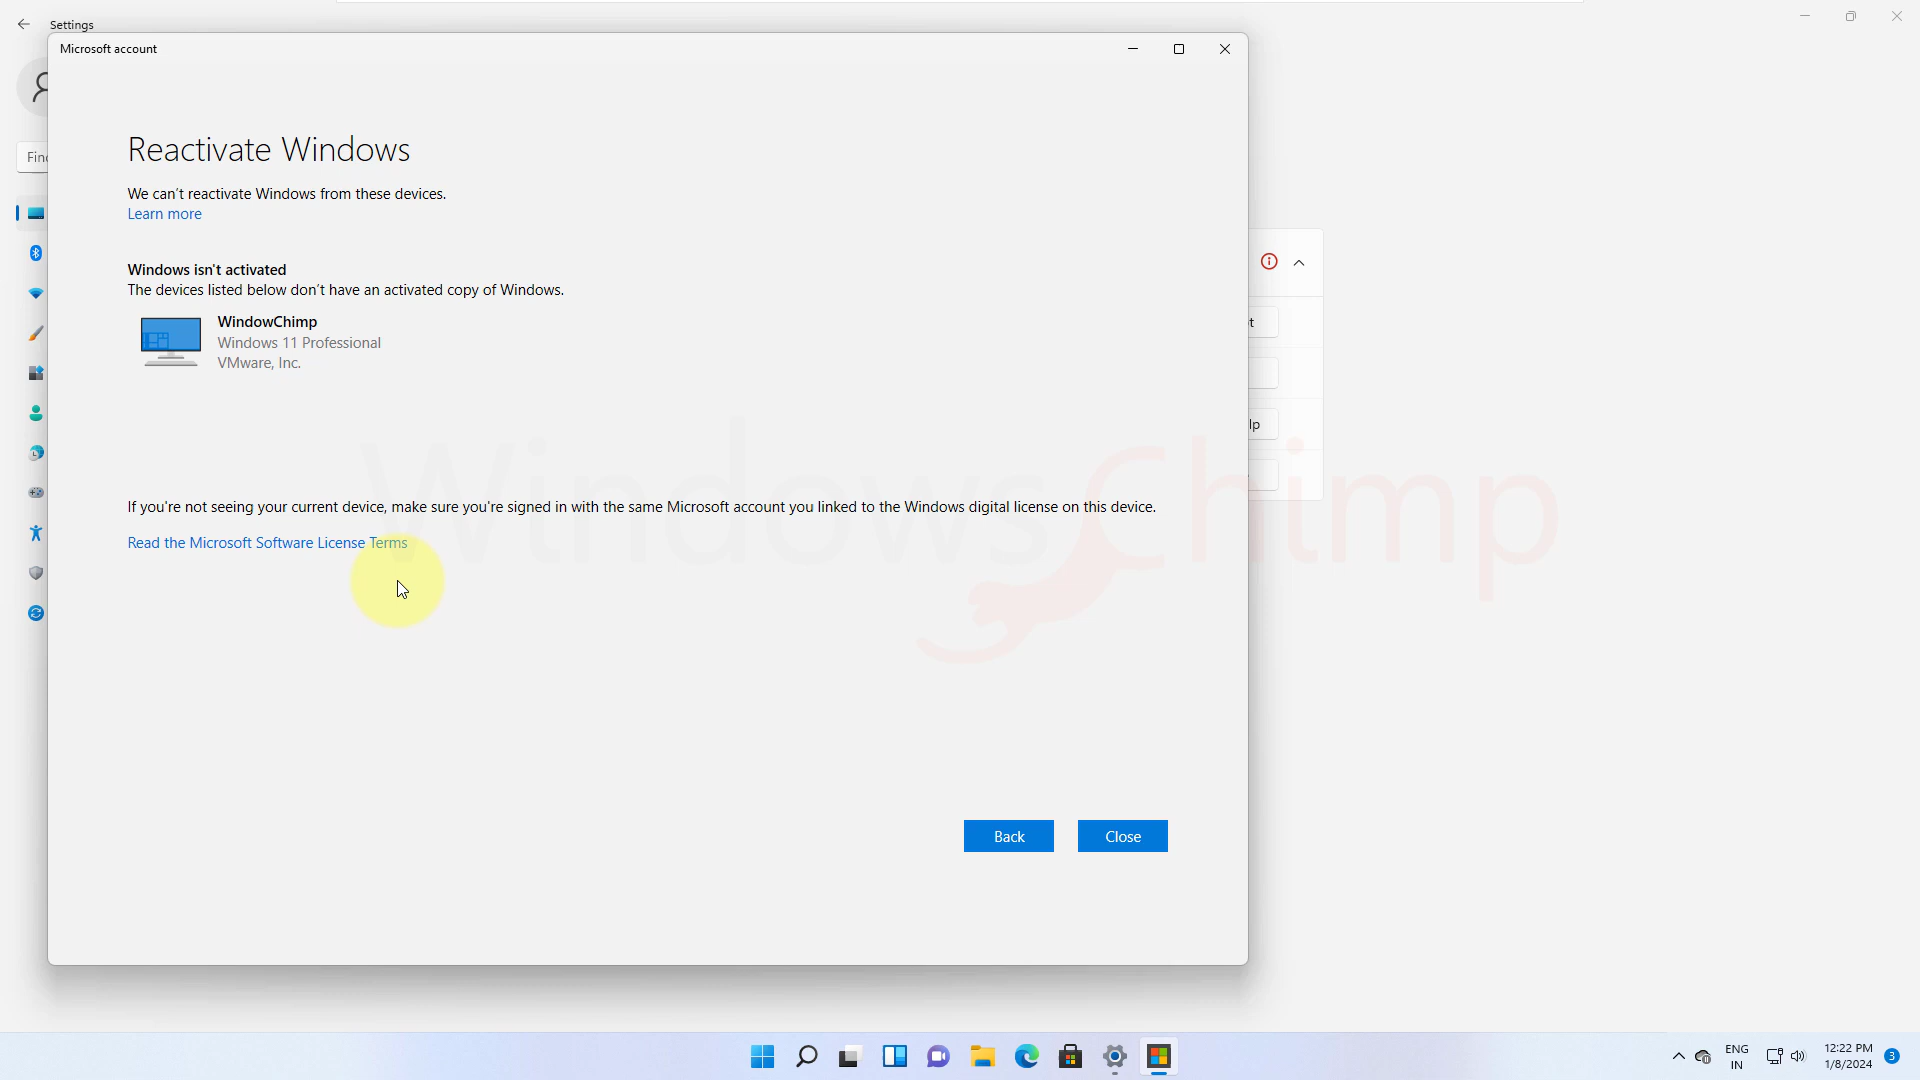 Settings
Microsoft account
Reactivate Windows
We can't reactivate Windows from these devices.
Learn more
Windows isn't activated
The devices listed below don't have an activated copy of Windows.
WindowChimp
Windows 11 Professional
VMware, Inc.
WindowsChimp
If you're not seeing your current device, make sure you're signed in with the same Microsoft account you linked to the Windows digital license on this device.
Read the Microsoft Software License Terms
Back
Close
ENG
IN
12:22 PM
1/8/2024
3